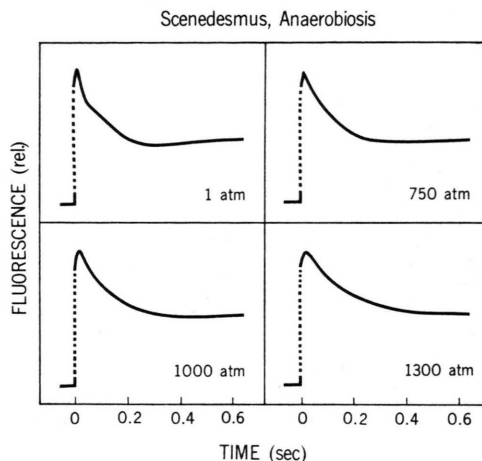 Scenedesmus, Anaerobiosis
FLUORESCENCE (rel.)
1 atm
750 atm
1000 atm
1300 atm
0 0.2 0.4 0.6 0 0.2 0.4 0.6
TIME (sec)